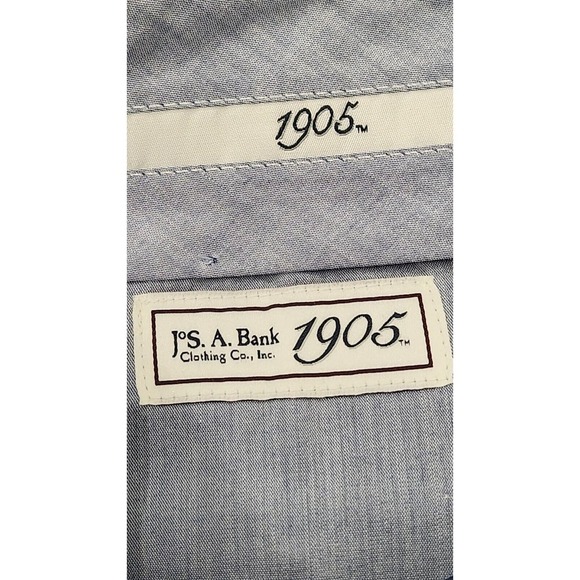 1905™
JoS. A. Bank 1905™
Clothing Co., Inc.